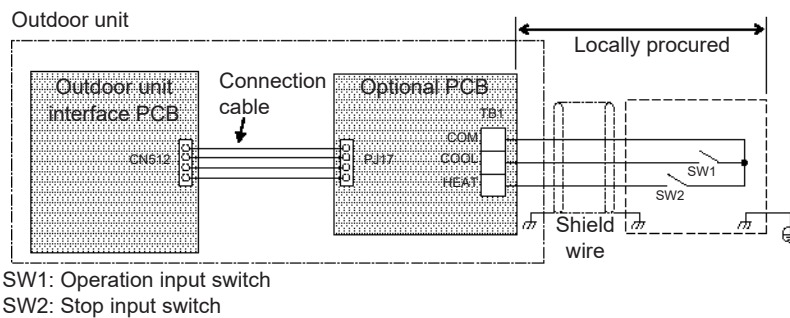 Outdoor unit
Locally procured
Outdoor unit
interface PCB
Connection
cable
Optional PCB
TB1
COM
CN512
PJ17
COOL
SW1
HEAT
SW2
Shield
wire
SW1: Operation input switch
SW2: Stop input switch